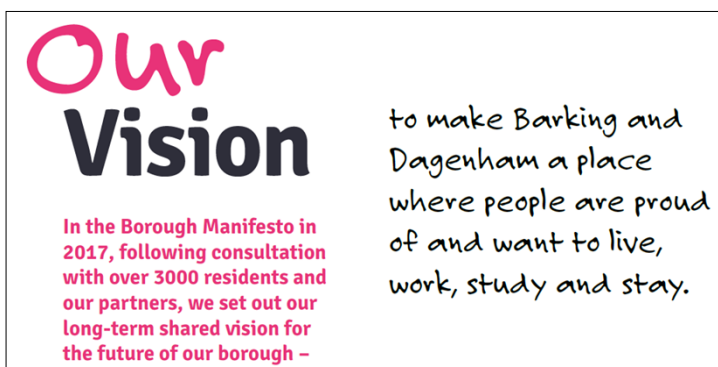 Our
Vision
In the Borough Manifesto in
2017, following consultation
with over 3000 residents and
our partners, we set out our
long-term shared vision for
the future of our borough –
to make Barking and
Dagenham a place
where people are proud
of and want to live,
work, study and stay.